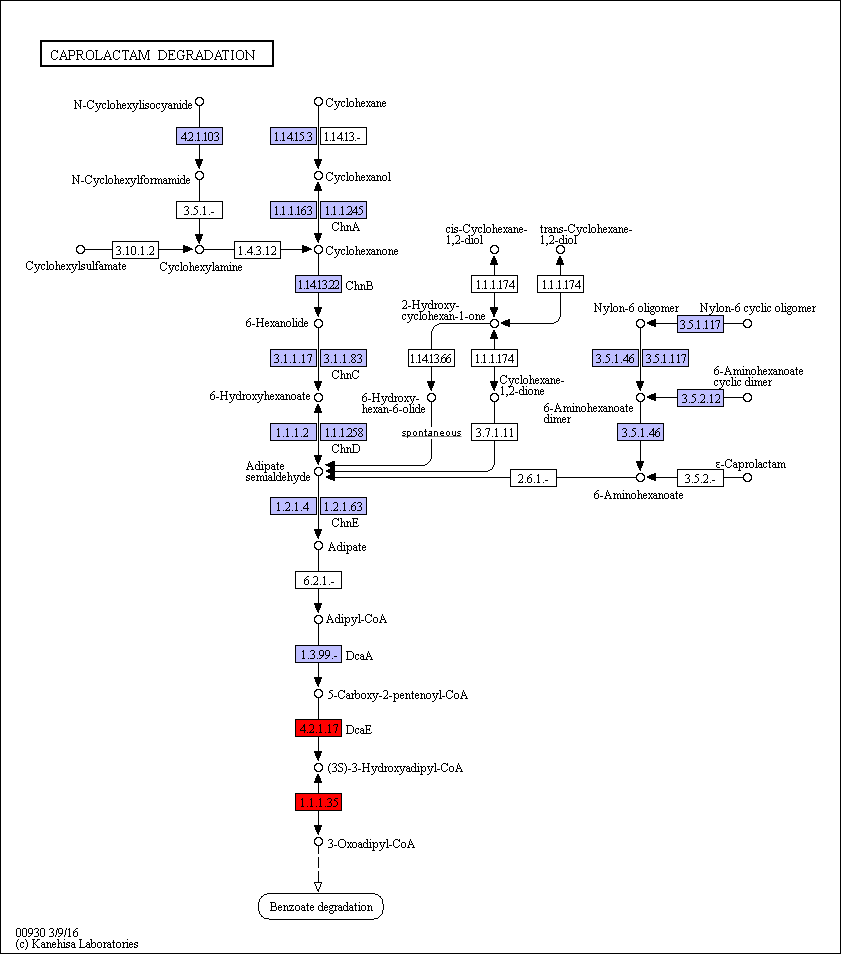 CAPROLACTAM DEGRADATION
N-Cyclohexylisocyanide
Cyclohexane
4.2.1.103
1.14.15.3
1.14.13.-
N-Cyclohexylformamide
Cyclohexanol
3.5.1.-
1.1.1.163
1.1.1.245
ChnA
cis-Cyclohexane-
1,2-diol
trans-Cyclohexane-
1,2-diol
Cyclohexylsulfamate
3.10.1.2
Cyclohexylamine
1.4.3.12
Cyclohexanone
1.14.13.22
ChnB
1.1.1.174
1.1.1.174
2-Hydroxy-
cyclohexan-1-one
6-Hexanolide
Nylon-6 oligomer
3.5.1.117
Nylon-6 cyclic oligomer
3.1.1.17
3.1.1.83
ChnC
1.14.13.66
1.1.1.174
3.5.1.46
3.5.1.117
6-Hydroxyhexanoate
6-Hydroxy-
hexan-6-olide
Cyclohexane-
1,2-dione
6-Aminohexanoate
dimer
3.5.2.12
6-Aminohexanoate
cyclic dimer
1.1.1.2
1.1.1.258
ChnD
spontaneous
3.7.1.11
3.5.1.46
Adipate
semialdehyde
2.6.1.-
6-Aminohexanoate
3.5.2.-
ε-Caprolactam
1.2.1.4
1.2.1.63
ChnE
Adipate
6.2.1.-
Adipyl-CoA
1.3.99.-
DcaA
5-Carboxy-2-pentenoyl-CoA
4.2.1.17
DcaE
(3S)-3-Hydroxyadipyl-CoA
1.1.1.35
3-Oxoadipyl-CoA
Benzoate degradation
00930 3/9/16
(c) Kanehisa Laboratories